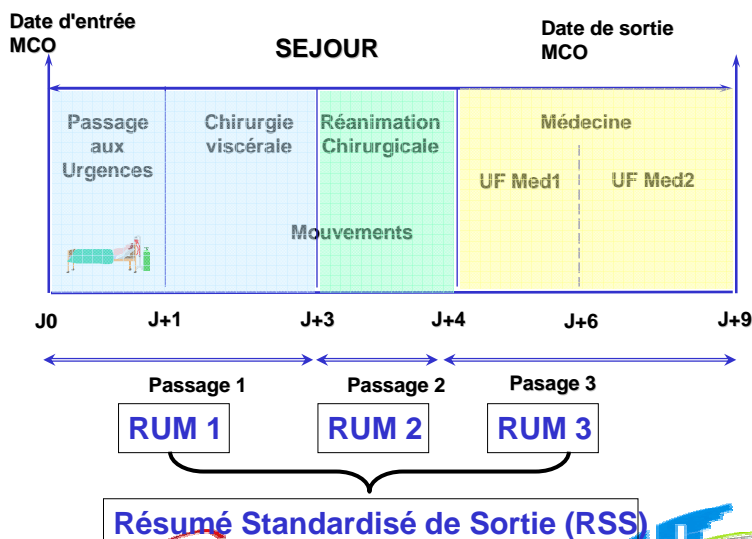 Date d'entrée
MCO
SEJOUR
Date de sortie
MCO
Passage
aux
Urgences
Chirurgie
viscérale
Réanimation
Chirurgicale
Médecine
UF Med1
UF Med2
Mouvements
J0
J+1
J+3
J+4
J+6
J+9
Passage 1
Passage 2
Pasage 3
RUM 1
RUM 2
RUM 3
Résumé Standardisé de Sortie (RSS)